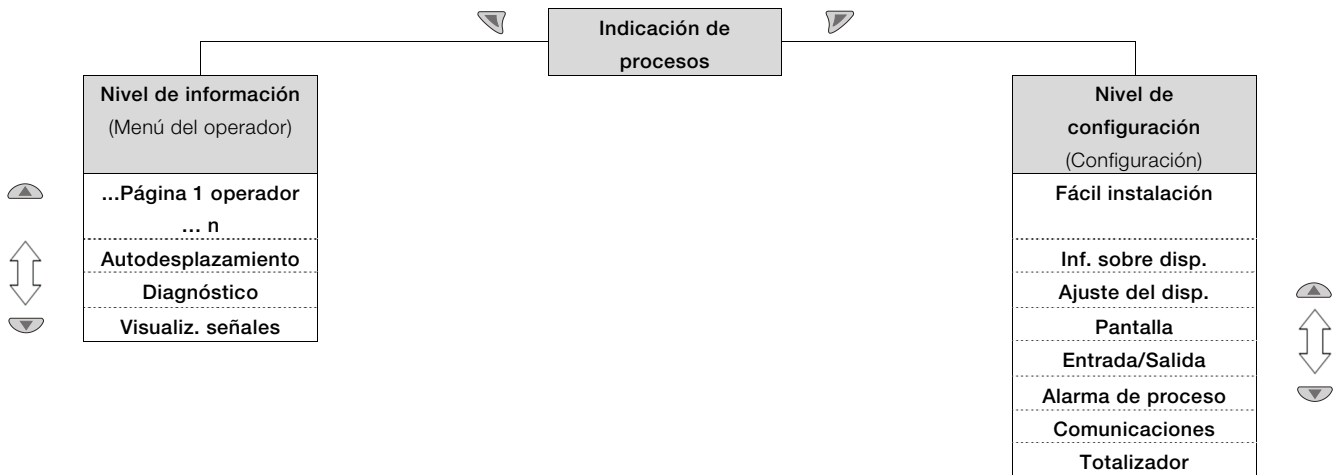 Indicación de
procesos
Nivel de información
(Menú del operador)
...Página 1 operador
... n
Autodesplazamiento
Diagnóstico
Visualiz. señales
Nivel de
configuración
(Configuración)
Fácil instalación
Inf. sobre disp.
Ajuste del disp.
Pantalla
Entrada/Salida
Alarma de proceso
Comunicaciones
Totalizador